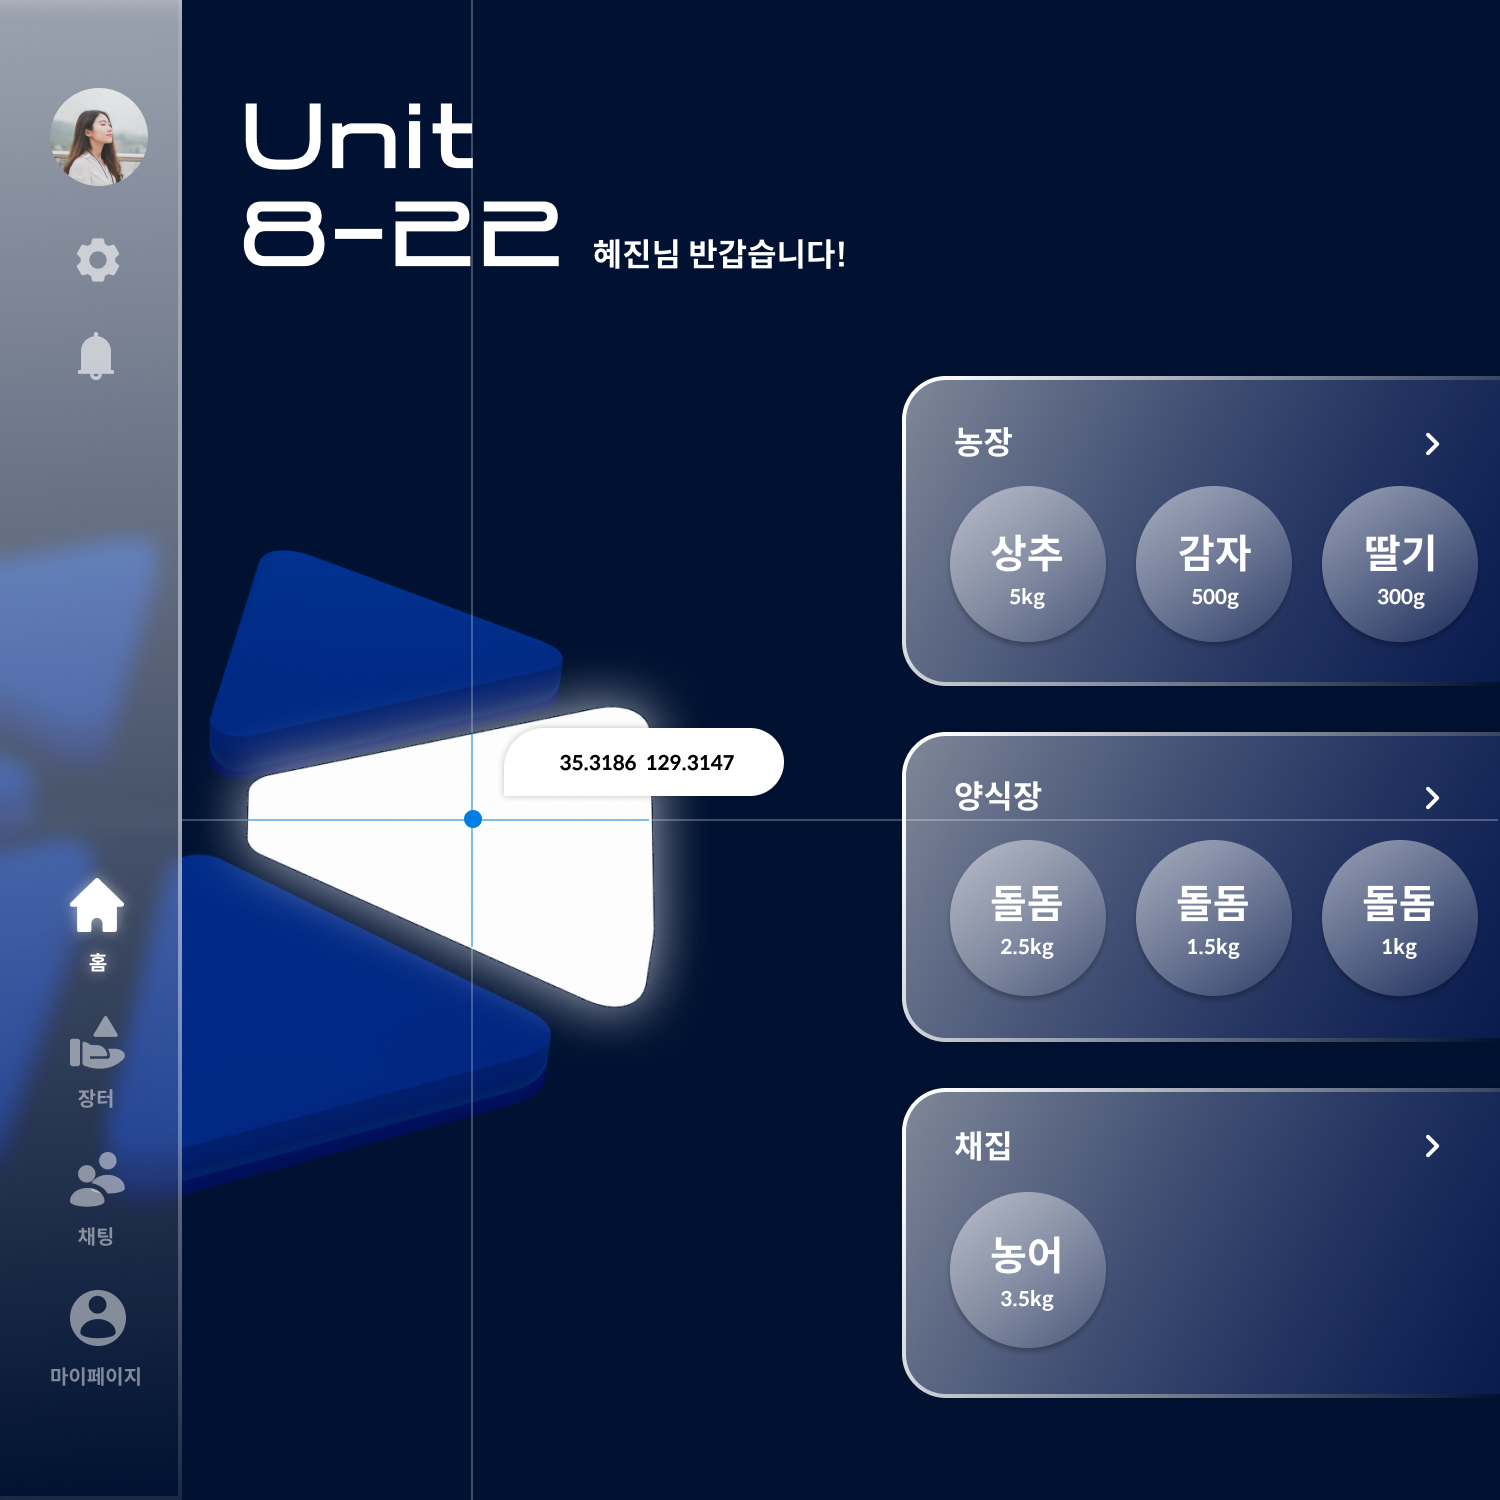 Unit
8-22
혜진님 반갑습니다!
35.3186 129.3147
농장
상추
5kg
감자
500g
딸기
300g
양식장
돌돔
2.5kg
돌돔
1.5kg
돌돔
1kg
채집
농어
3.5kg
홈
장터
채팅
마이페이지